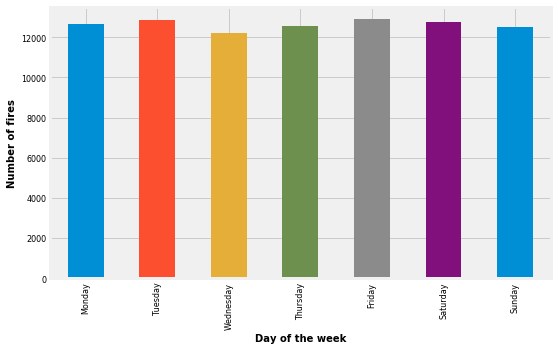 12000
10000
8000
6000
4000
2000
0
Number of fires
Monday
Tuesday
Wednesday
Thursday
Friday
Saturday
Sunday
Day of the week